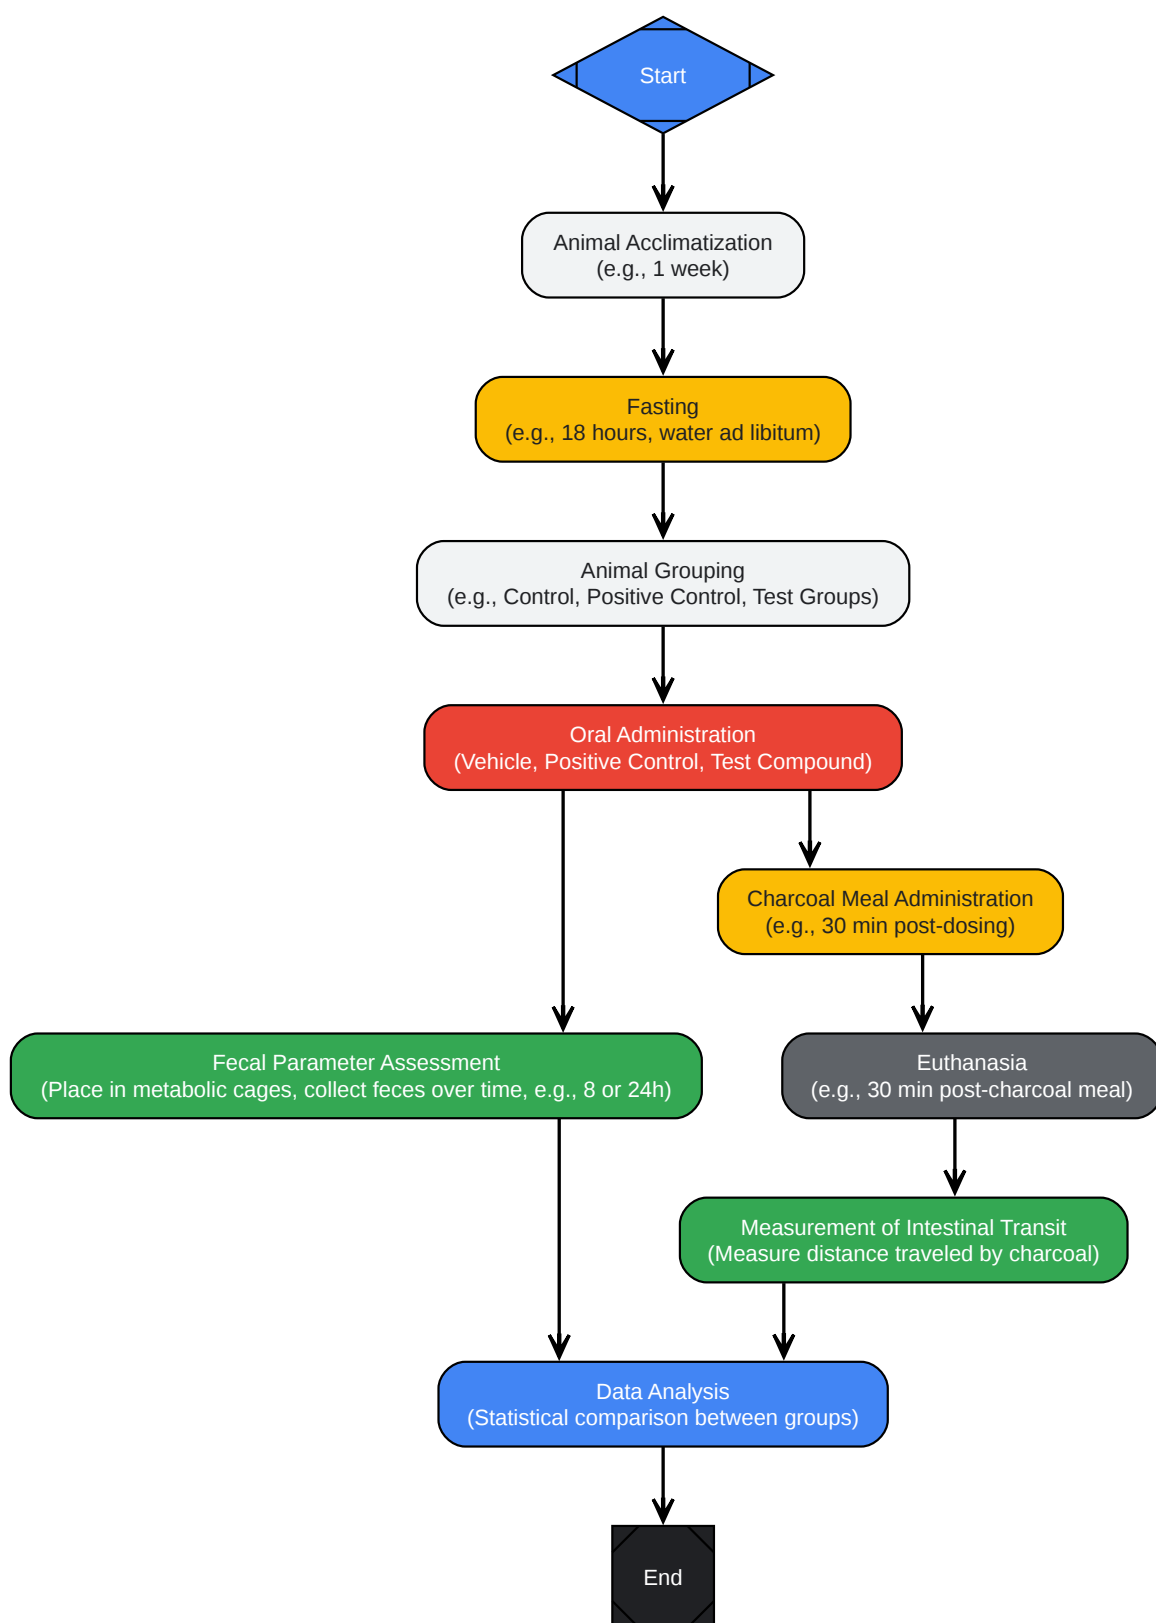 Start
Animal Acclimatization
(e.g., 1 week)
Fasting
(e.g., 18 hours, water ad libitum)
Animal Grouping
(e.g., Control, Positive Control, Test Groups)
Oral Administration
(Vehicle, Positive Control, Test Compound)
Charcoal Meal Administration
(e.g., 30 min post-dosing)
Fecal Parameter Assessment
(Place in metabolic cages, collect feces over time, e.g., 8 or 24h)
Euthanasia
(e.g., 30 min post-charcoal meal)
Measurement of Intestinal Transit
(Measure distance traveled by charcoal)
Data Analysis
(Statistical comparison between groups)
End